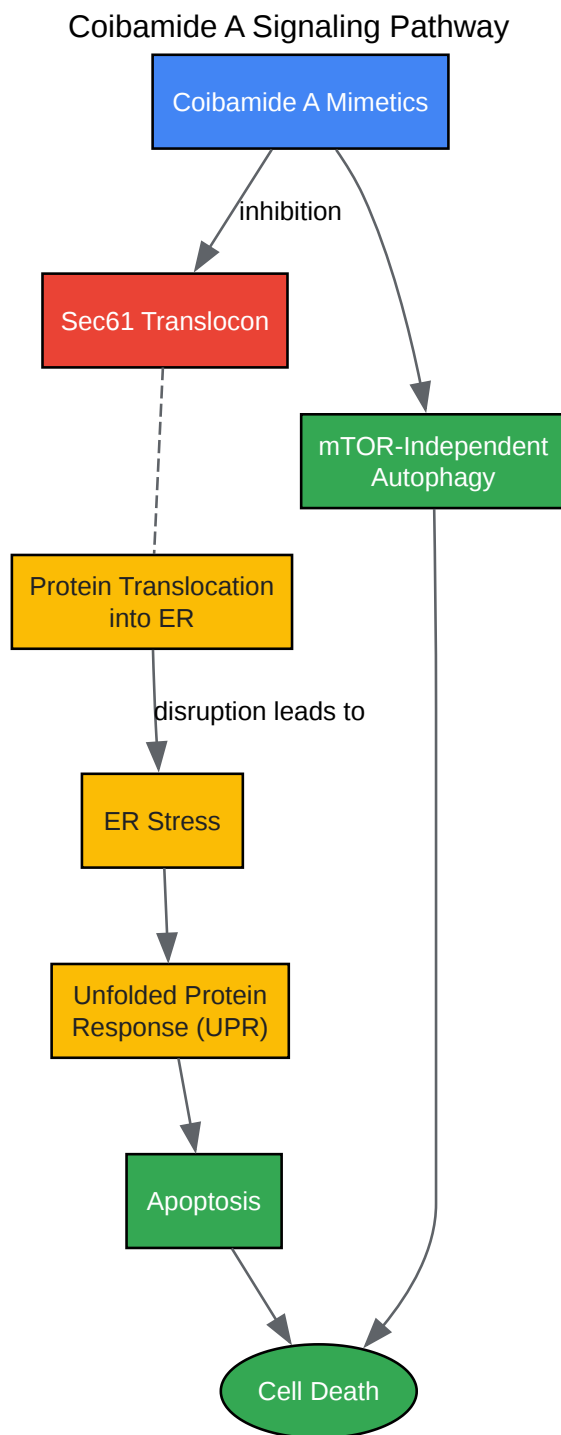 Coibamide A Signaling Pathway
Coibamide A Mimetics
inhibition
Sec61 Translocon
mTOR-Independent
Autophagy
Protein Translocation
into ER
disruption leads to
ER Stress
Unfolded Protein
Response (UPR)
Apoptosis
Cell Death